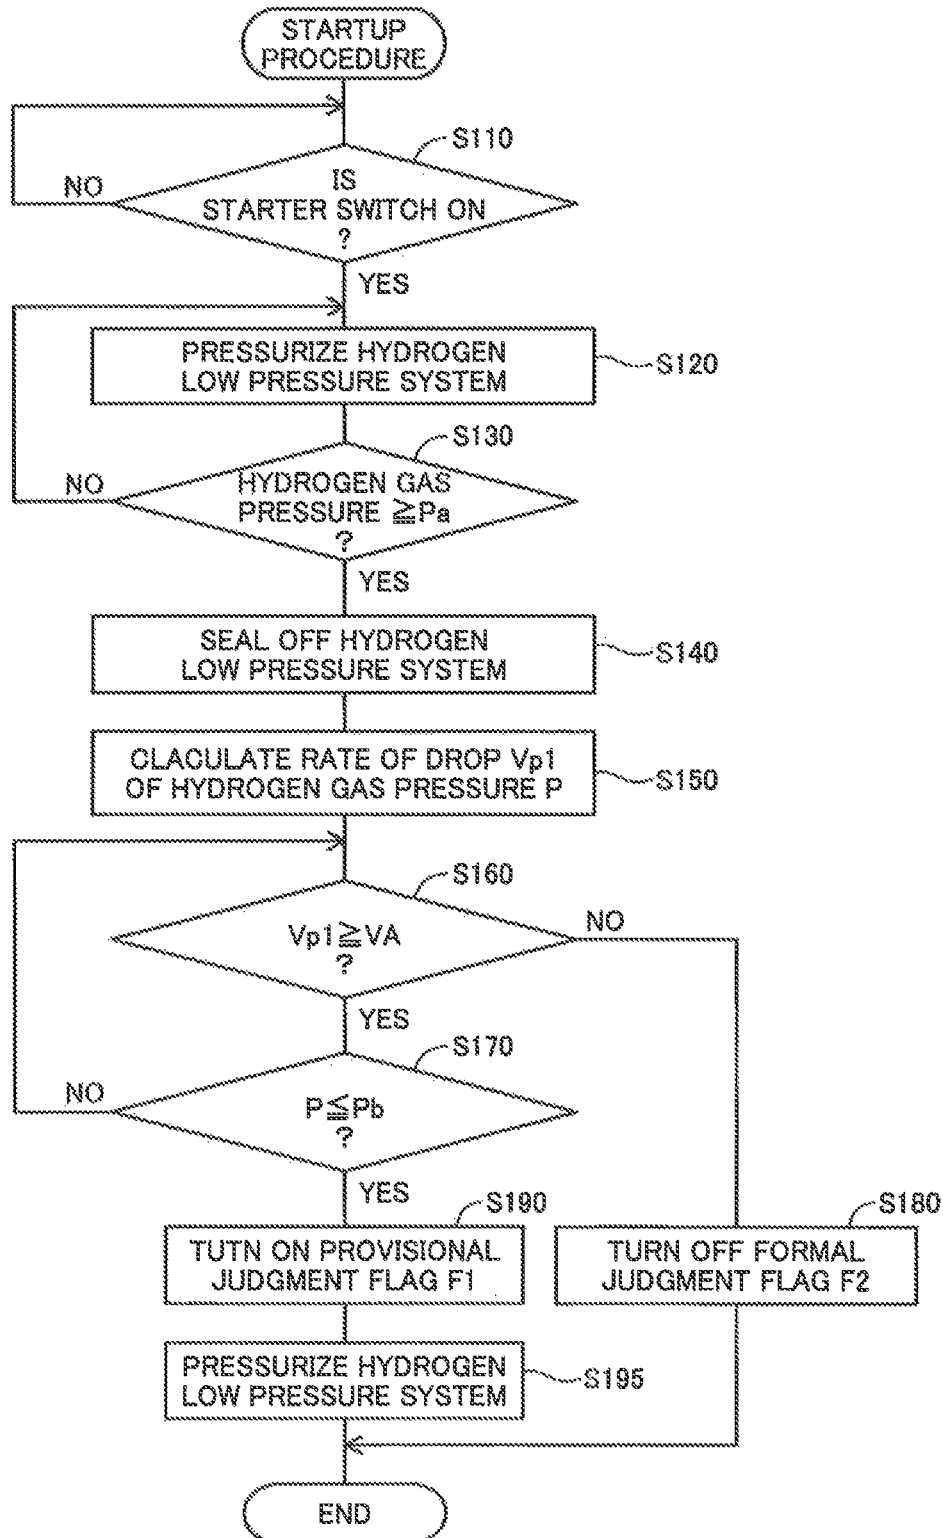 STARTUP
PROCEDURE
S110
NO
IS
STARTER SWITCH ON
?
YES
PRESSURIZE HYDROGEN
LOW PRESSURE SYSTEM
S120
S130
NO
HYDROGEN GAS
PRESSURE ≧Pa
?
YES
SEAL OFF HYDROGEN
LOW PRESSURE SYSTEM
S140
CLACULATE RATE OF DROP Vp1
OF HYDROGEN GAS PRESSURE P
S150
S160
NO
Vp1≧VA
?
YES
S170
NO
P≦Pb
?
YES
S190
S180
TUTN ON PROVISIONAL
JUDGMENT FLAG F1
TURN OFF FORMAL
JUDGMENT FLAG F2
PRESSURIZE HYDROGEN
LOW PRESSURE SYSTEM
S195
END